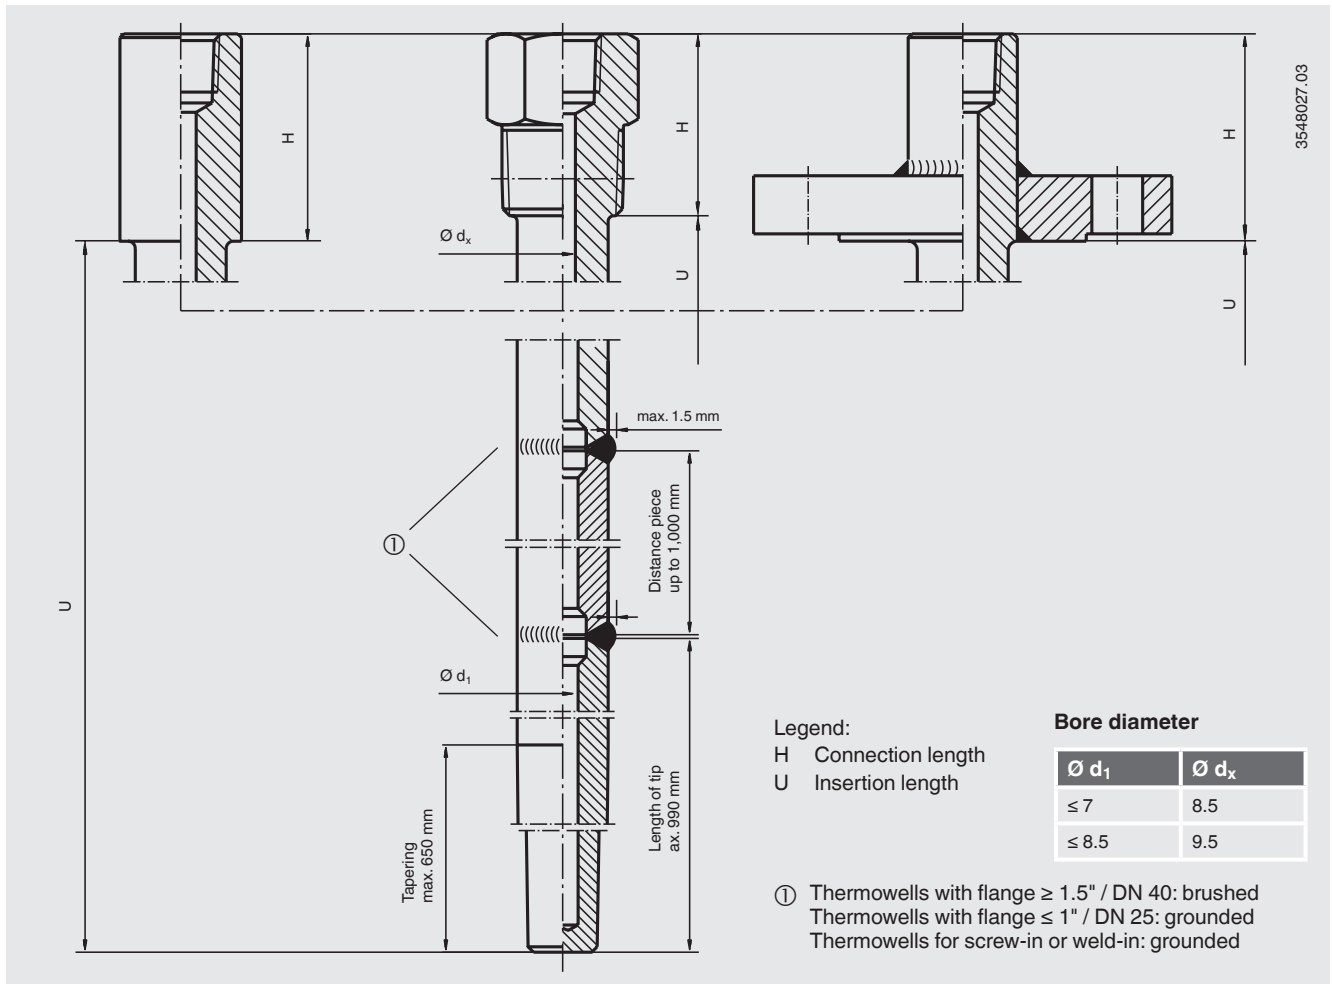 H
H
H
3548027.03
Ø dx
U
U
max. 1.5 mm
①
Distance piece
up to 1,000 mm
U
Ø d1
Tapering
max. 650 mm
Length of tip
ax. 990 mm
Legend:
H Connection length
U Insertion length
Bore diameter
Ø d1 Ø dx
≤ 7 8.5
≤ 8.5 9.5
① Thermowells with flange ≥ 1.5" / DN 40: brushed
Thermowells with flange ≤ 1" / DN 25: grounded
Thermowells for screw-in or weld-in: grounded